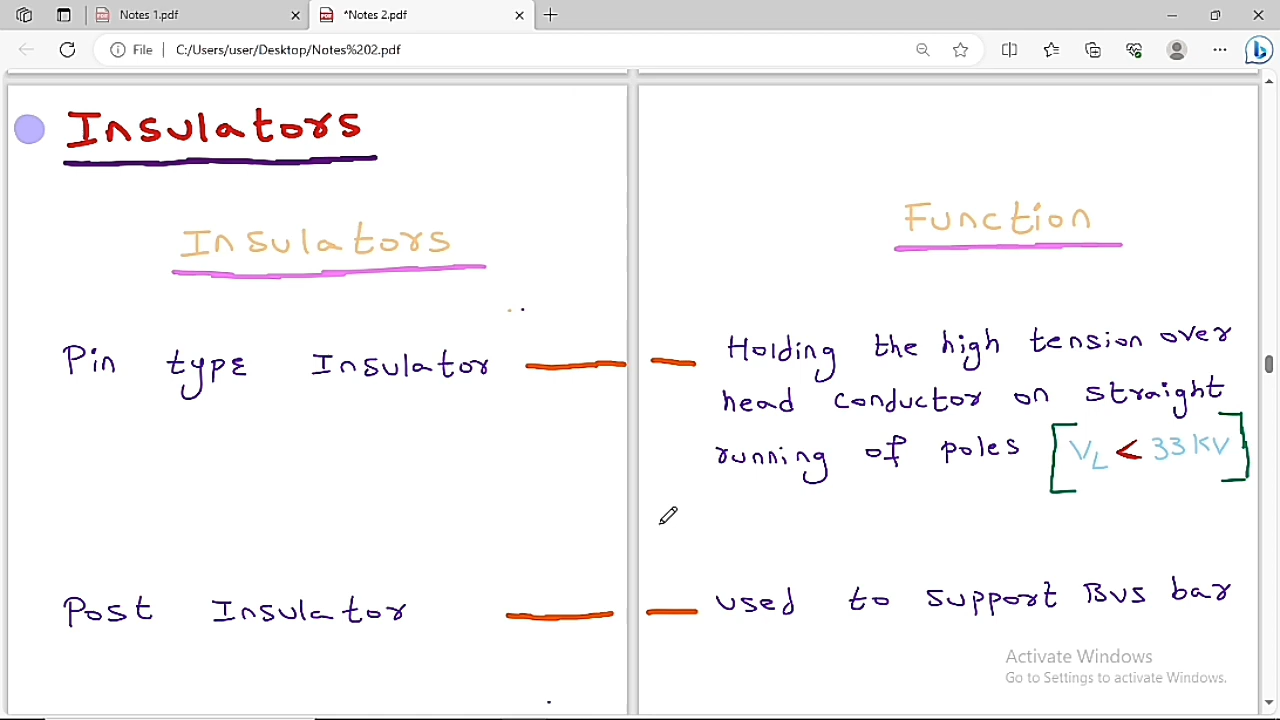 Notes 1.pdf
*Notes 2.pdf
File
C:/Users/user/Desktop/Notes%202.pdf
Insulators
Insulators
Function
Pin type Insulator
Holding the high tension over
head conductor on straight
running of poles [VL < 33KV]
Post Insulator
used to support Bus bar
Activate Windows
Go to Settings to activate Windows.